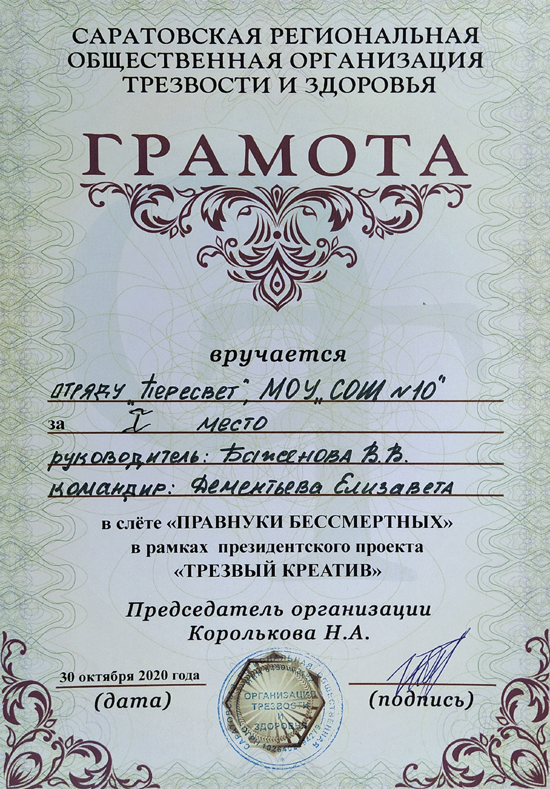 САРАТОВСКАЯ РЕГИОНАЛЬНАЯ
ОБЩЕСТВЕННАЯ ОРГАНИЗАЦИЯ
ТРЕЗВОСТИ И ЗДОРОВЬЯ
ГРАМОТА
вручается
отряду „Пересвет", МОУ „СОШ №10"
за I место
руководитель: Баженова В.В.
командир: Дементьева Елизавета
в слёте «ПРАВНУКИ БЕССМЕРТНЫХ»
в рамках президентского проекта
«ТРЕЗВЫЙ КРЕАТИВ»
Председатель организации
Королькова Н.А.
30 октября 2020 года
(дата)
(подпись)
ОРГАНИЗАЦИЯ
ТРЕЗВОСТИ
И
ЗДОРОВЬЯ